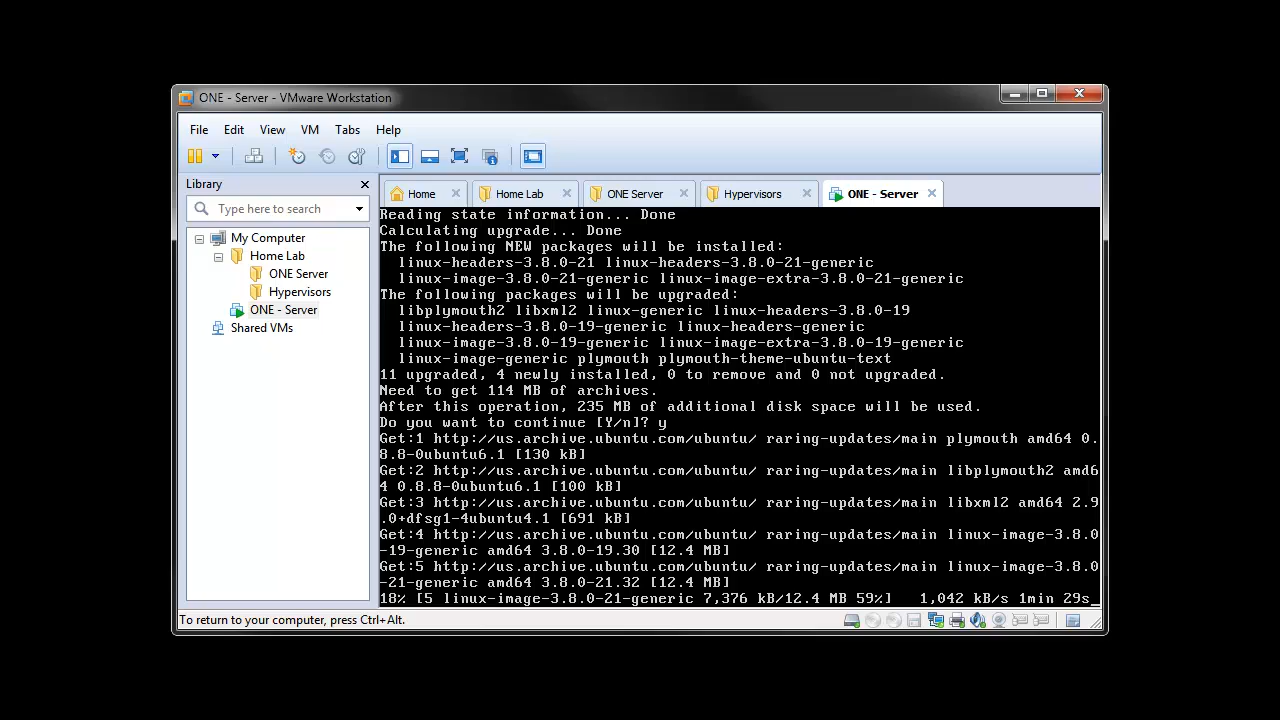 ONE - Server - VMware Workstation
File Edit View VM Tabs Help
Library
Type here to search
My Computer
Home Lab
ONE Server
Hypervisors
ONE - Server
Shared VMs
Home Home Lab ONE Server Hypervisors ONE - Server
Reading state information... Done
Calculating upgrade... Done
The following NEW packages will be installed:
linux-headers-3.8.0-21 linux-headers-3.8.0-21-generic
linux-image-3.8.0-21-generic linux-image-extra-3.8.0-21-generic
The following packages will be upgraded:
libplymouth2 libxml2 linux-generic linux-headers-3.8.0-19
linux-headers-3.8.0-19-generic linux-headers-generic
linux-image-3.8.0-19-generic linux-image-extra-3.8.0-19-generic
linux-image-generic plymouth plymouth-theme-ubuntu-text
11 upgraded, 4 newly installed, 0 to remove and 0 not upgraded.
Need to get 114 MB of archives.
After this operation, 235 MB of additional disk space will be used.
Do you want to continue [Y/n]? y
Get:1 http://us.archive.ubuntu.com/ubuntu/ raring-updates/main plymouth amd64 0.
8.8-0ubuntu6.1 [130 kB]
Get:2 http://us.archive.ubuntu.com/ubuntu/ raring-updates/main libplymouth2 amd6
4 0.8.8-0ubuntu6.1 [100 kB]
Get:3 http://us.archive.ubuntu.com/ubuntu/ raring-updates/main libxml2 amd64 2.9
.0+dfsg1-4ubuntu4.1 [691 kB]
Get:4 http://us.archive.ubuntu.com/ubuntu/ raring-updates/main linux-image-3.8.0
-19-generic amd64 3.8.0-19.30 [12.4 MB]
Get:5 http://us.archive.ubuntu.com/ubuntu/ raring-updates/main linux-image-3.8.0
-21-generic amd64 3.8.0-21.32 [12.4 MB]
18% [5 linux-image-3.8.0-21-generic 7,376 kB/12.4 MB 59%] 1,042 kB/s 1min 29s_
To return to your computer, press Ctrl+Alt.